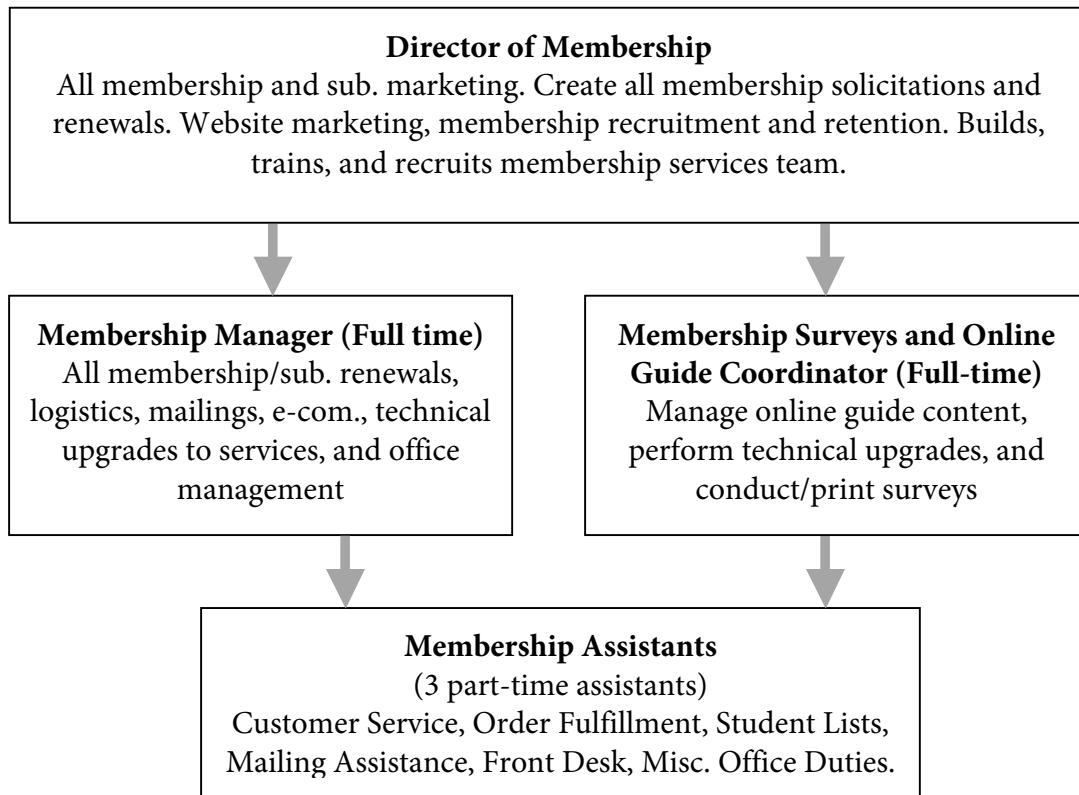 Director of Membership
All membership and sub. marketing. Create all membership solicitations and
renewals. Website marketing, membership recruitment and retention. Builds,
trains, and recruits membership services team.
Membership Manager (Full time)
All membership/sub. renewals,
logistics, mailings, e-com., technical
upgrades to services, and office
management
Membership Surveys and Online
Guide Coordinator (Full-time)
Manage online guide content,
perform technical upgrades, and
conduct/print surveys
Membership Assistants
(3 part-time assistants)
Customer Service, Order Fulfillment, Student Lists,
Mailing Assistance, Front Desk, Misc. Office Duties.